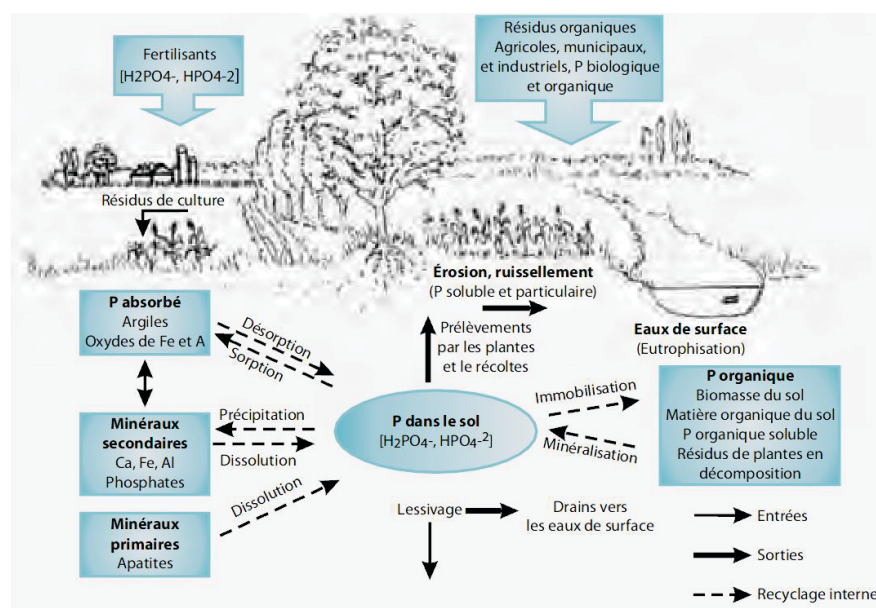 Fertilisants
[H2PO4-, HPO4-2]
Résidus organiques
Agricoles, municipaux,
et industriels, P biologique
et organique
Résidus de culture
Érosion, ruissellement
(P soluble et particulaire)
P absorbé
Argiles
Oxydes de Fe et A
Désorption
Sorption
Prélèvements
par les plantes
et le récoltes
Eaux de surface
(Eutrophisation)
Minéraux
secondaires
Ca, Fe, Al
Phosphates
Précipitation
Dissolution
P dans le sol
[H2PO4-, HPO4-2]
Immobilisation
Minéralisation
P organique
Biomasse du sol
Matière organique du sol
P organique soluble
Résidus de plantes en
décomposition
Minéraux
primaires
Apatites
Dissolution
Lessivage
Drains vers
les eaux de surface
Entrées
Sorties
Recyclage interne